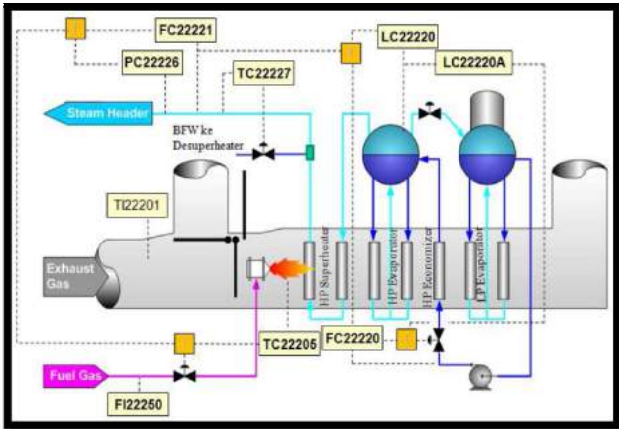 FC22221
LC22220
PC22226
TC22227
LC22220A
Steam Header
BFW ke
Desuperheater
TI22201
Exhaust
Gas
HP Superheater
HP Evaporator
HP Economizer
LP Evaporator
TC22205
FC22220
Fuel Gas
FI22250